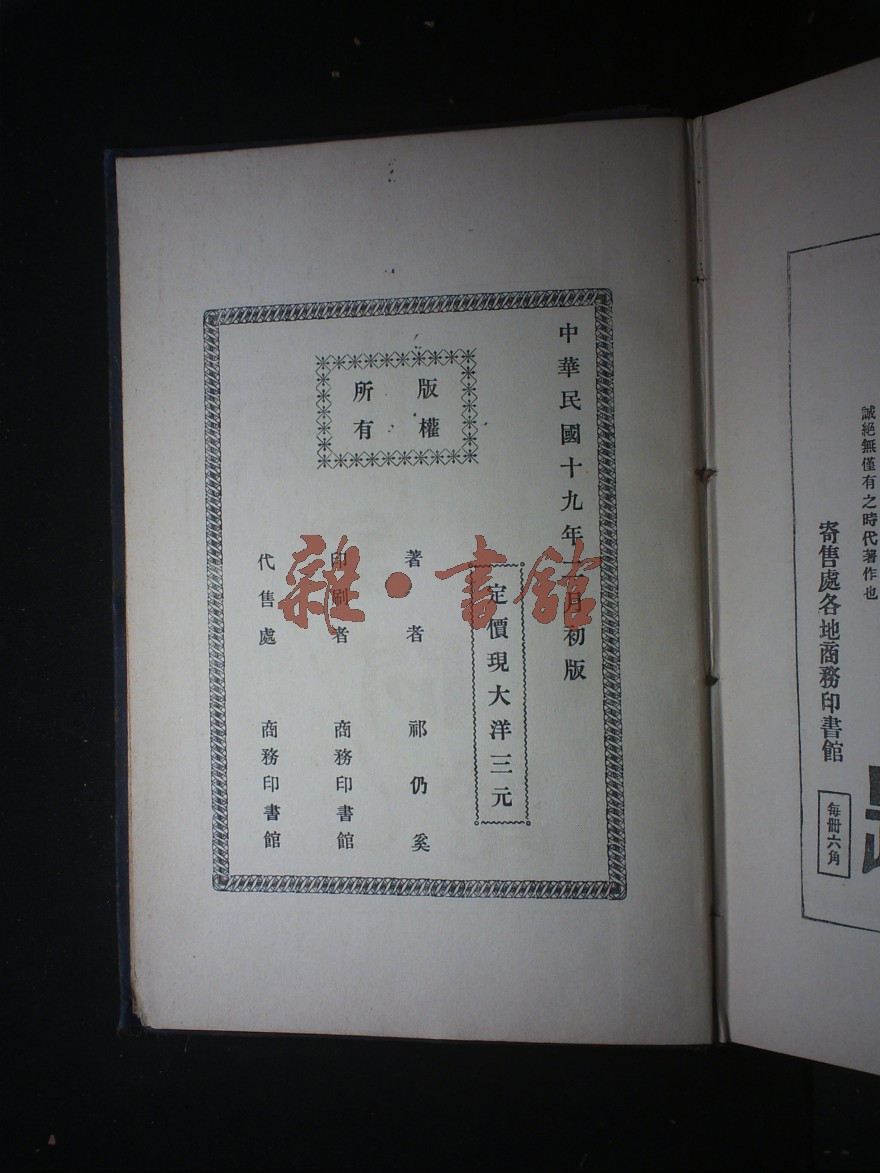 誠絕無僅有之時代著作也
寄售處各地商務印書館
每冊六角
中華民國十九年一月初版
版權
所有
定價現大洋三元
著者 祁仍奚
印刷者 商務印書館
代售處 商務印書館
雜·書館